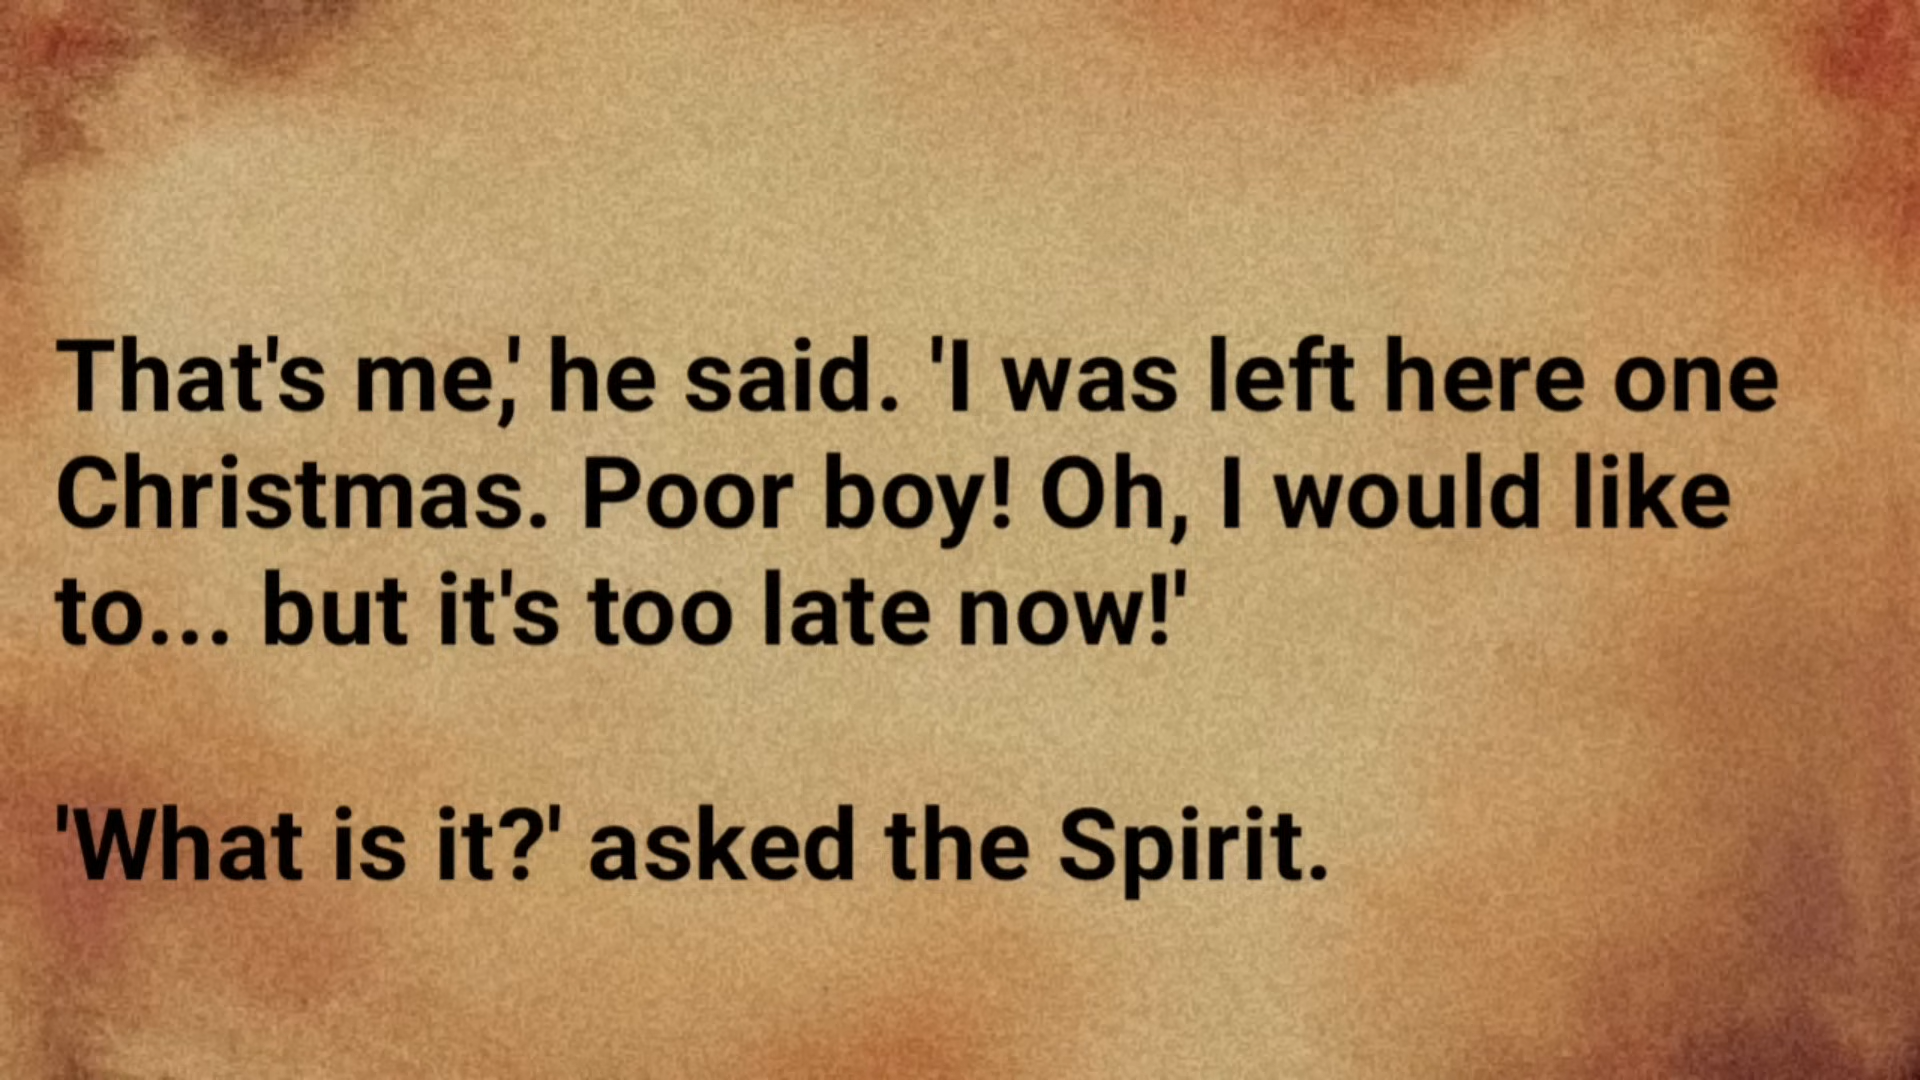 That's me,' he said. 'I was left here one
Christmas. Poor boy! Oh, I would like
to... but it's too late now!'
'What is it?' asked the Spirit.